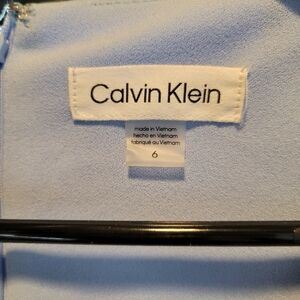 Calvin Klein
made in Vietnam
hecho en Vietnam
fabriqué au Vietnam
6